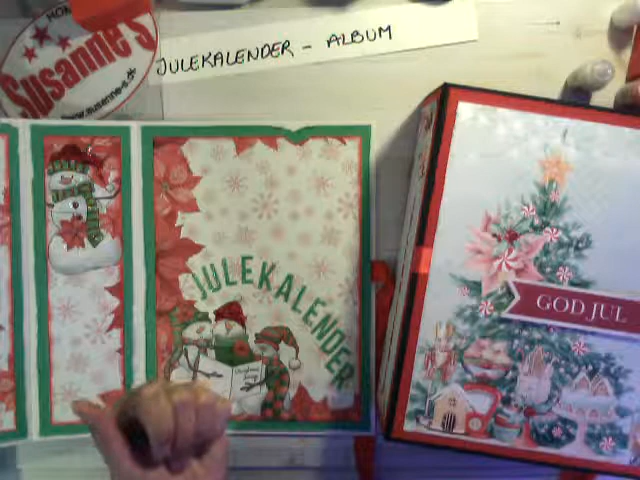 Susanne's
www.susanne-s.dk
JULEKALENDER - ALBUM
JULEKALENDER
GOD JUL